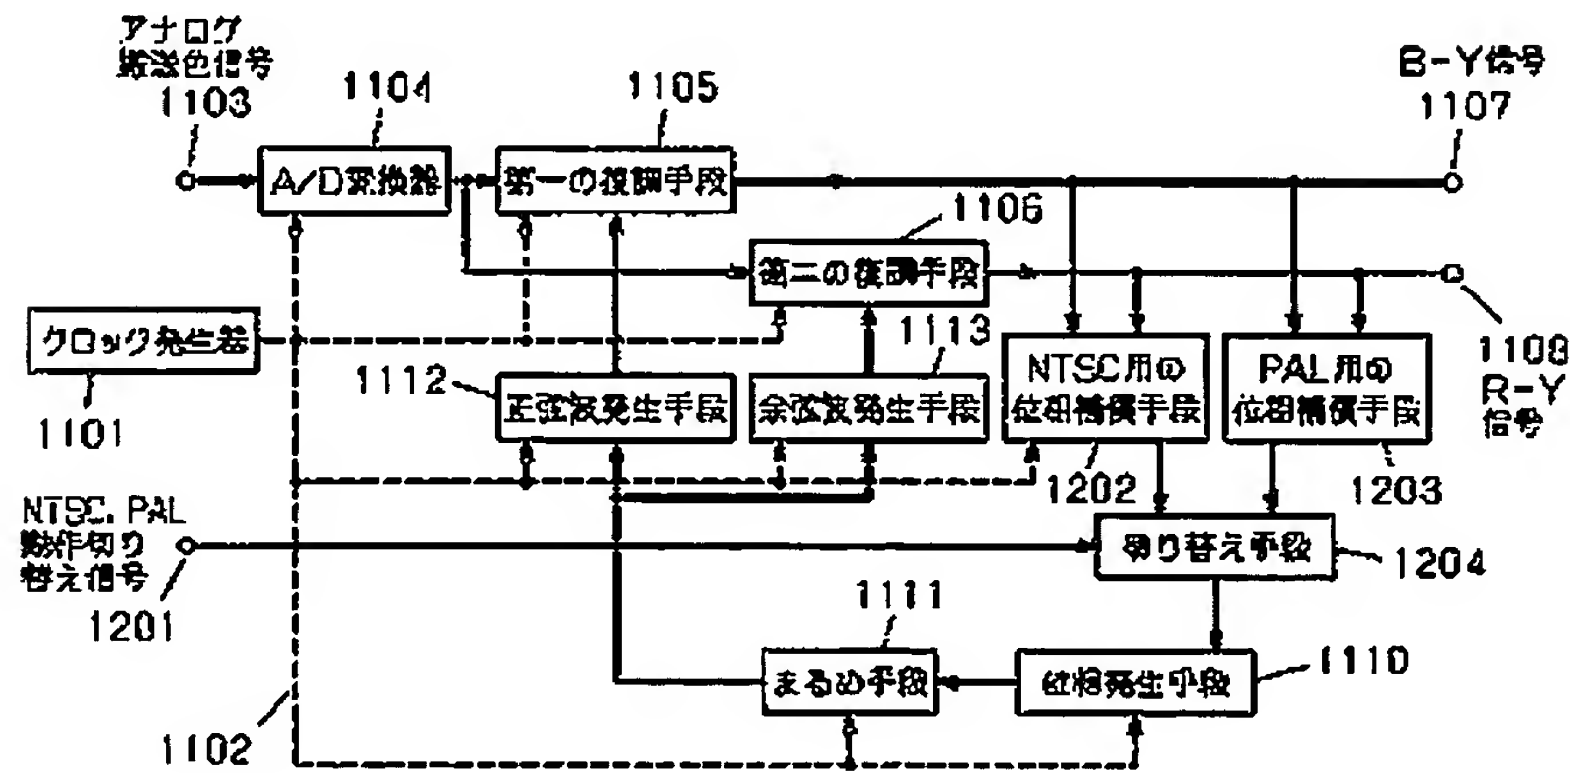 アナログ
搬送色信号
1103
1104
1105
B-Y信号
1107
A/D変換器
第一の復調手段
1106
第二の復調手段
クロック発生器
1101
1113
1112
正弦波発生手段
余弦波発生手段
NTSC用の
位相補償手段
PAL用の
位相補償手段
1108
R-Y
信号
1202
1203
NTSC, PAL
動作切り
替え信号
1201
切り替え手段
1204
1111
まるめ手段
位相発生手段
1110
1102